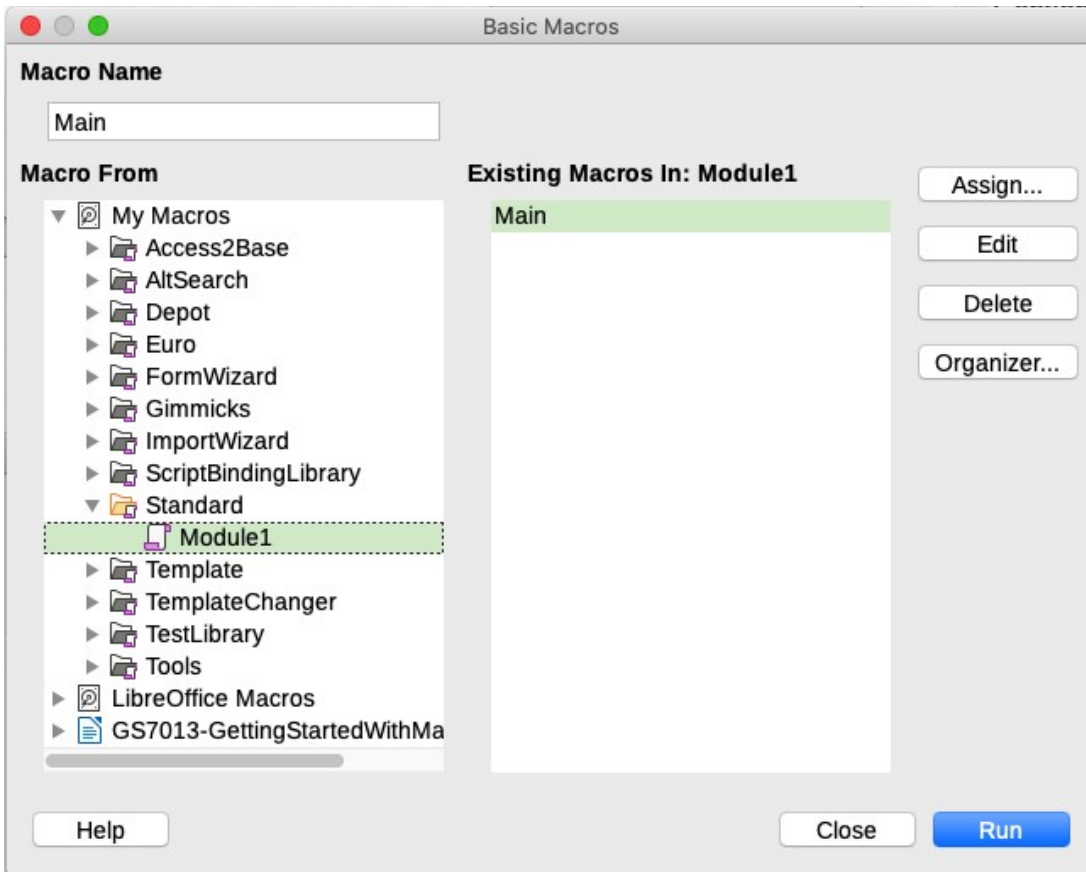 Basic Macros
Macro Name
Main
Macro From
My Macros
Access2Base
AltSearch
Depot
Euro
FormWizard
Gimmicks
ImportWizard
ScriptBindingLibrary
Standard
Module1
Template
TemplateChanger
TestLibrary
Tools
LibreOffice Macros
GS7013-GettingStartedWithMa
Existing Macros In: Module1
Main
Assign...
Edit
Delete
Organizer...
Help
Close
Run